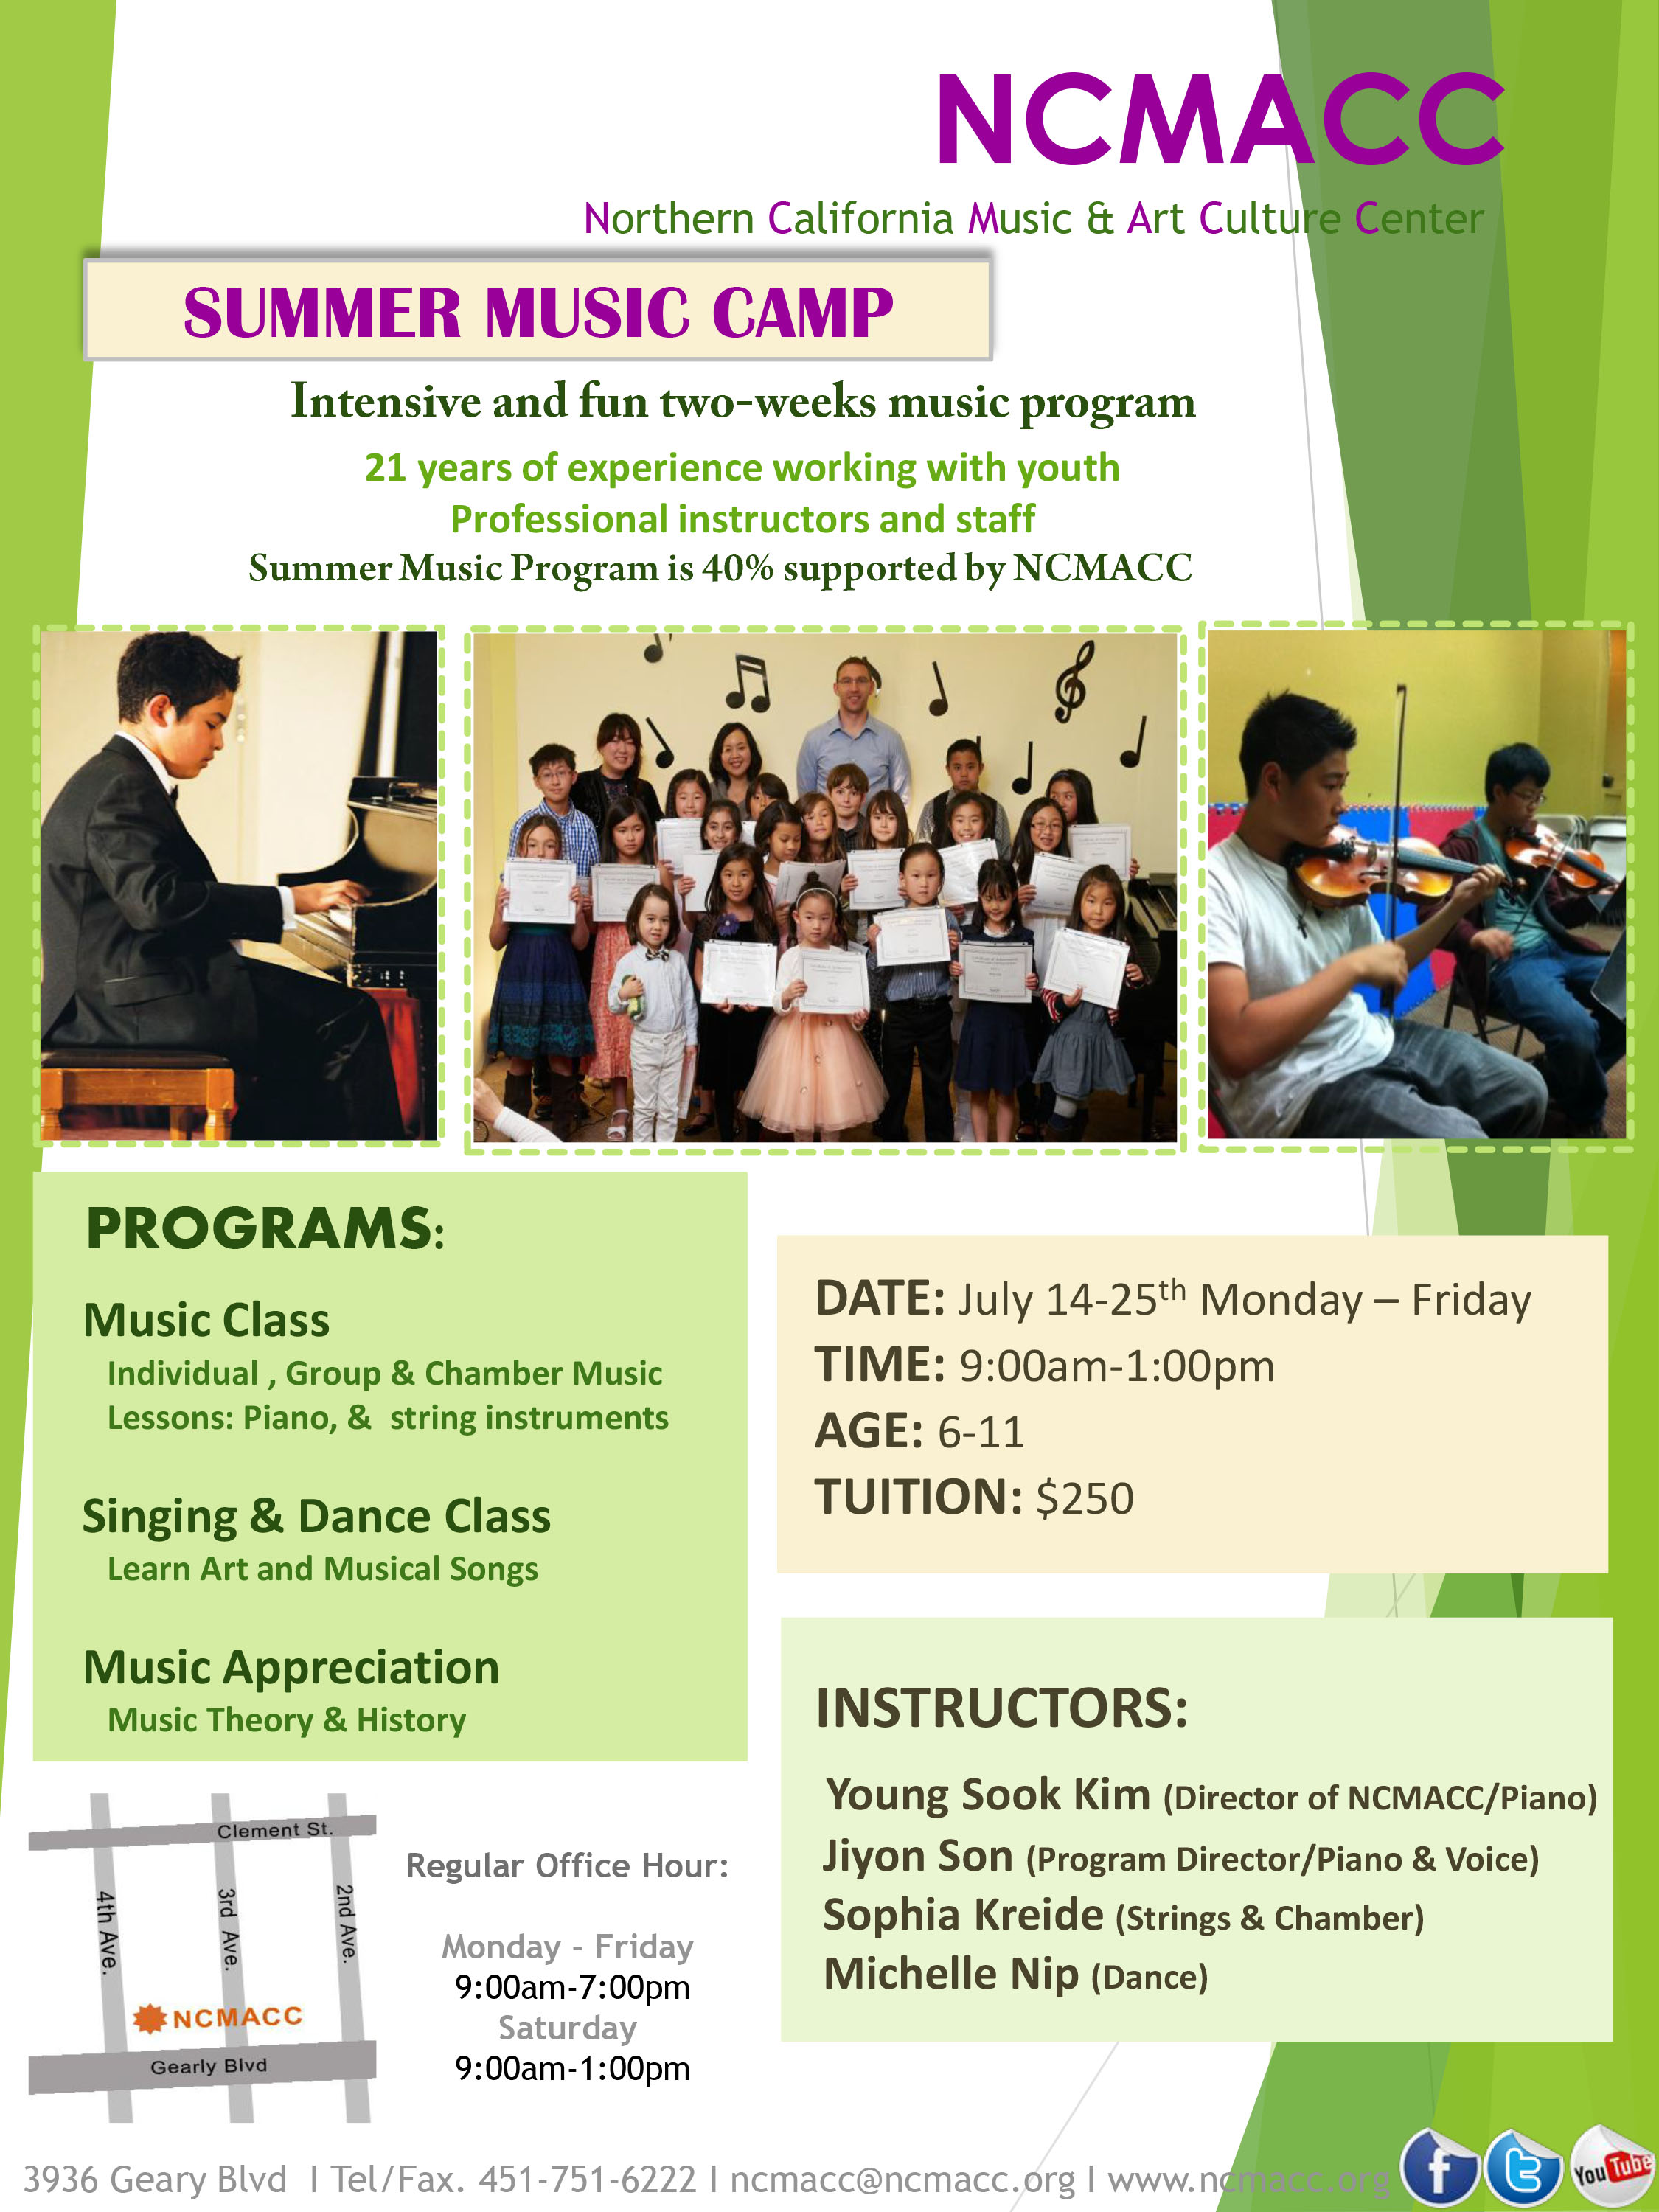 NCMACC
Northern California Music & Art Culture Center
SUMMER MUSIC CAMP
Intensive and fun two-weeks music program
21 years of experience working with youth
Professional instructors and staff
Summer Music Program is 40% supported by NCMACC
PROGRAMS:
Music Class
Individual , Group & Chamber Music
Lessons: Piano, & string instruments
Singing & Dance Class
Learn Art and Musical Songs
Music Appreciation
Music Theory & History
DATE: July 14-25th Monday – Friday
TIME: 9:00am-1:00pm
AGE: 6-11
TUITION: $250
INSTRUCTORS:
Young Sook Kim (Director of NCMACC/Piano)
Jiyon Son (Program Director/Piano & Voice)
Sophia Kreide (Strings & Chamber)
Michelle Nip (Dance)
Clement St.
4th Ave.
3rd Ave.
2nd Ave.
NCMACC
Gearly Blvd
Regular Office Hour:
Monday - Friday
9:00am-7:00pm
Saturday
9:00am-1:00pm
3936 Geary Blvd I Tel/Fax. 451-751-6222 I ncmacc@ncmacc.org I www.ncmacc.org
f
t
YouTube